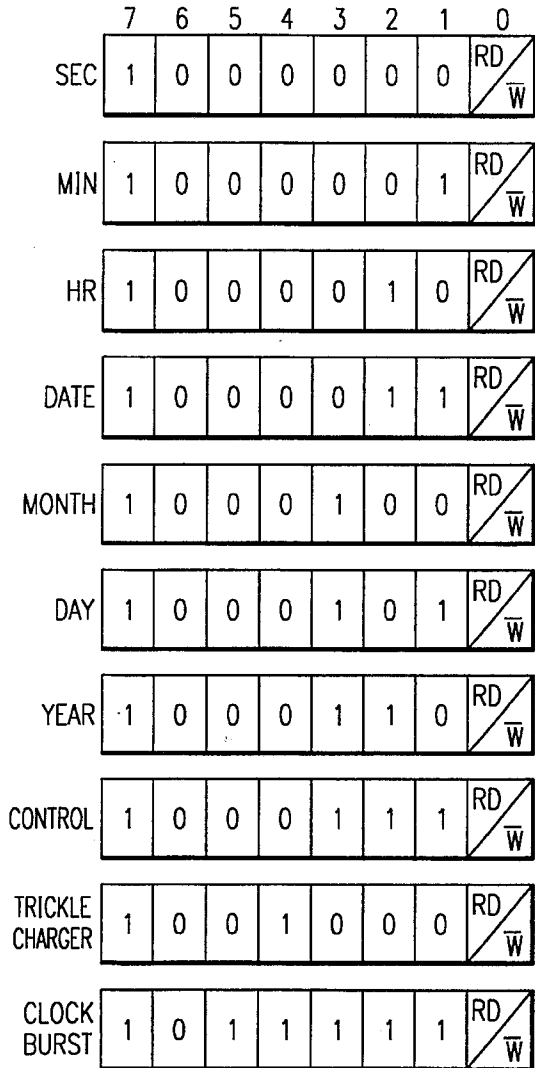 7 6 5 4 3 2 1 0
SEC 1 0 0 0 0 0 0 RD/W̅
MIN 1 0 0 0 0 0 1 RD/W̅
HR 1 0 0 0 0 1 0 RD/W̅
DATE 1 0 0 0 0 1 1 RD/W̅
MONTH 1 0 0 0 1 0 0 RD/W̅
DAY 1 0 0 0 1 0 1 RD/W̅
YEAR 1 0 0 0 1 1 0 RD/W̅
CONTROL 1 0 0 0 1 1 1 RD/W̅
TRICKLE
CHARGER 1 0 0 1 0 0 0 RD/W̅
CLOCK
BURST 1 0 1 1 1 1 1 RD/W̅